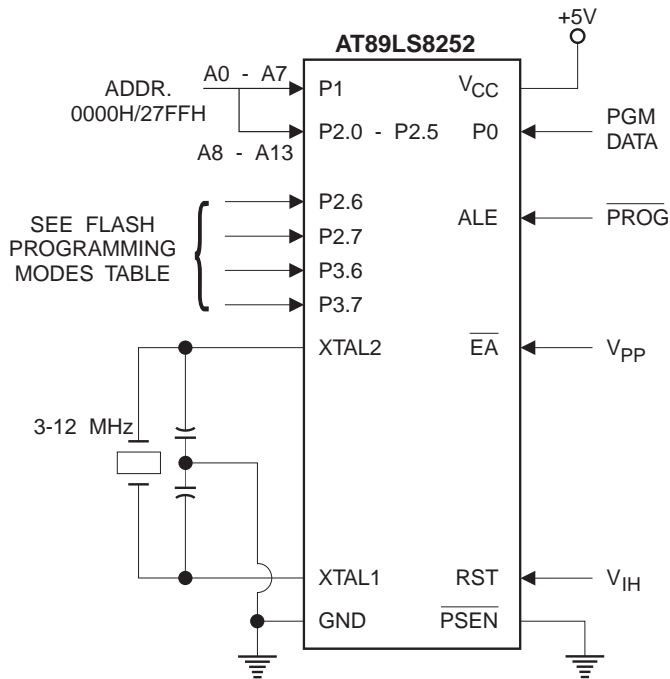 +5V
AT89LS8252
ADDR.
0000H/27FFH
A0 - A7
A8 - A13
P1
P2.0 - P2.5
VCC
P0
PGM
DATA
SEE FLASH
PROGRAMMING
MODES TABLE
P2.6
P2.7
P3.6
P3.7
ALE
PROG
XTAL2
EA
VPP
3-12 MHz
XTAL1
RST
VIH
GND
PSEN